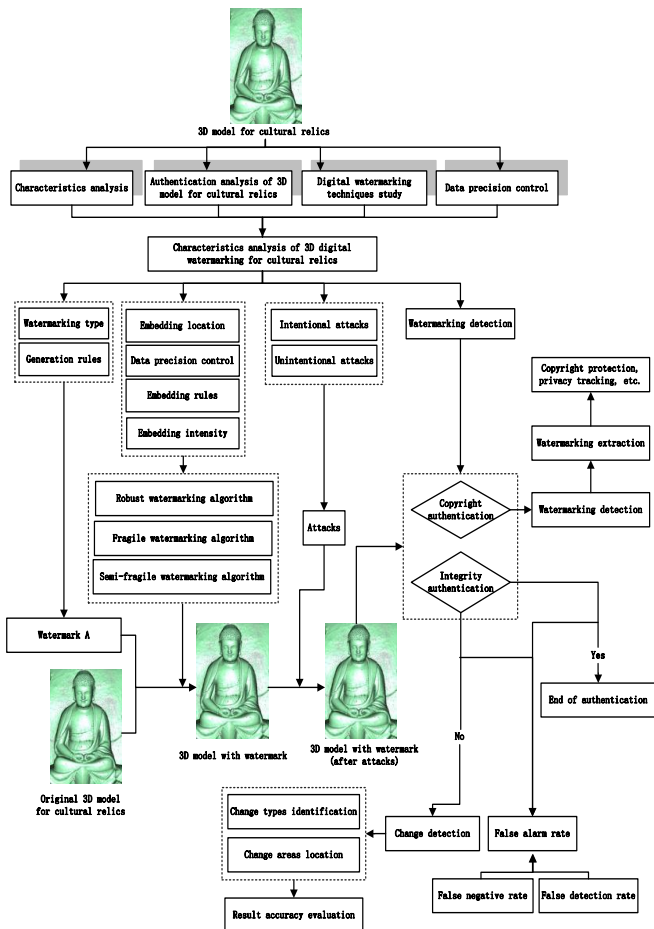 3D model for cultural relics
Characteristics analysis
Authentication analysis of 3D
model for cultural relics
Digital watermarking
techniques study
Data precision control
Characteristics analysis of 3D digital
watermarking for cultural relics
Watermarking type
Generation rules
Embedding location
Data precision control
Embedding rules
Embedding intensity
Intentional attacks
Unintentional attacks
Watermarking detection
Copyright protection,
privacy tracking, etc.
Watermarking extraction
Watermarking detection
Copyright
authentication
Robust watermarking algorithm
Fragile watermarking algorithm
Semi-fragile watermarking algorithm
Attacks
Integrity
authentication
Watermark A
Yes
End of authentication
No
Original 3D model
for cultural relics
3D model with watermark
3D model with watermark
(after attacks)
Change types identification
Change areas location
Change detection
False alarm rate
False negative rate
False detection rate
Result accuracy evaluation